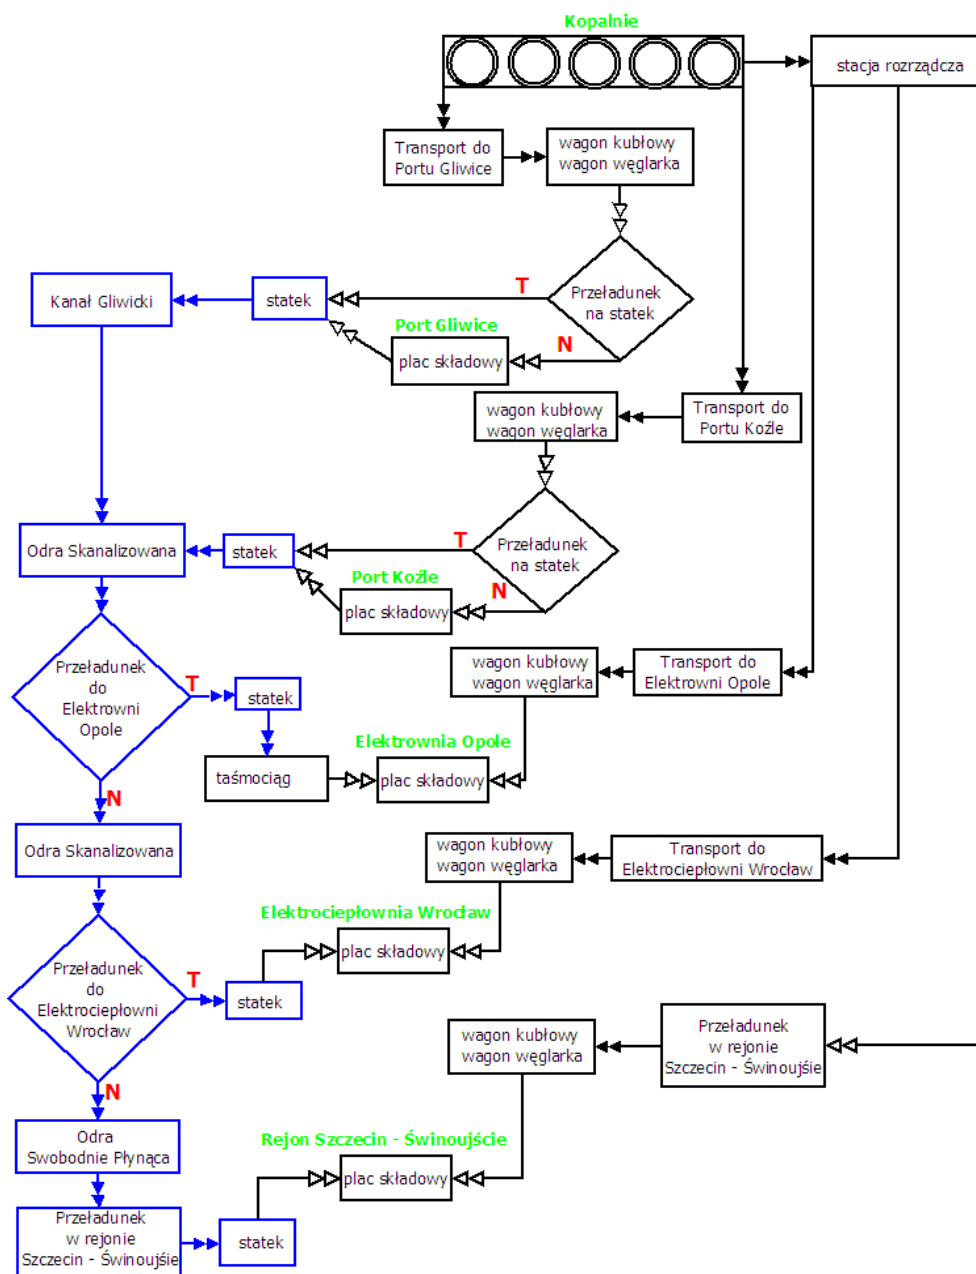 Kopalnie
stacja rozrządcza
Transport do
Portu Gliwice
wagon kubłowy
wagon węglarka
Przeładunek
na statek
T
N
statek
Kanał Gliwicki
Port Gliwice
plac składowy
Transport do
Portu Koźle
wagon kubłowy
wagon węglarka
Przeładunek
na statek
T
N
statek
Odra Skanalizowana
Port Koźle
plac składowy
Przeładunek
do
Elektrowni
Opole
T
N
statek
taśmociąg
Elektrownia Opole
plac składowy
wagon kubłowy
wagon węglarka
Transport do
Elektrowni Opole
Odra Skanalizowana
wagon kubłowy
wagon węglarka
Transport do
Elektrociepłowni Wrocław
Elektrociepłownia Wrocław
plac składowy
Przeładunek
do
Elektrociepłowni
Wrocław
T
N
statek
wagon kubłowy
wagon węglarka
Przeładunek
w rejonie
Szczecin - Świnoujśie
Odra
Swobodnie Płynąca
Rejon Szczecin - Świnoujście
plac składowy
Przeładunek
w rejonie
Szczecin - Świnoujśie
statek